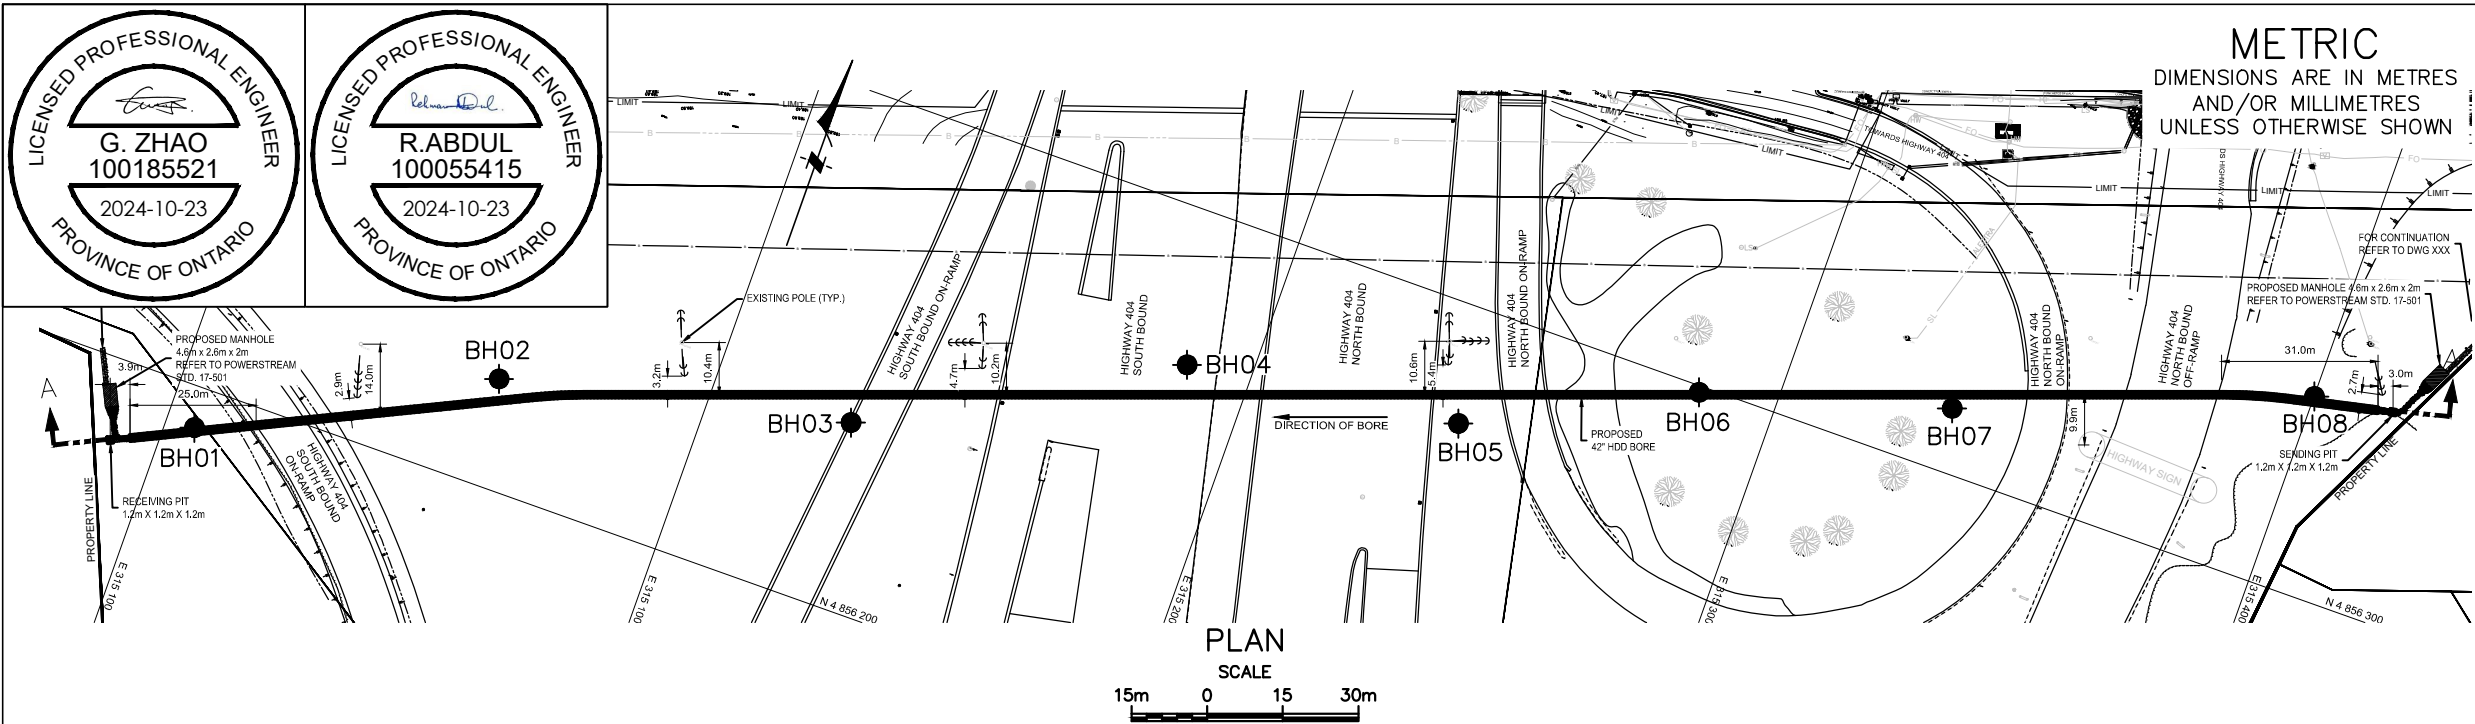 LICENSED PROFESSIONAL ENGINEER
G. ZHAO
100185521
2024-10-23
PROVINCE OF ONTARIO
LICENSED PROFESSIONAL ENGINEER
R.ABDUL
100055415
2024-10-23
PROVINCE OF ONTARIO
METRIC
DIMENSIONS ARE IN METRES
AND/OR MILLIMETRES
UNLESS OTHERWISE SHOWN
LIMIT
LIMIT
LIMIT
LIMIT
LIMIT
LIMIT
LIMIT
TOWARDS HIGHWAY 404
B
B
B
B
B
FO
FO
FO
ALECTRA
SL
FOR CONTINUATION
REFER TO DWG XXX
PROPOSED MANHOLE 4.6m x 2.6m x 2m
REFER TO POWERSTREAM STD. 17-501
EXISTING POLE (TYP.)
PROPOSED MANHOLE
4.6m x 2.6m x 2m
REFER TO POWERSTREAM
STD. 17-501
HIGHWAY 404
SOUTH BOUND ON-RAMP
HIGHWAY 404
SOUTH BOUND
HIGHWAY 404
NORTH BOUND
HIGHWAY 404
NORTH BOUND ON-RAMP
HIGHWAY 404
NORTH BOUND
ON-RAMP
HIGHWAY 404
NORTH BOUND
OFF-RAMP
A
3.9m
25.0m
2.9m
14.0m
3.2m
10.4m
4.7m
10.2m
10.6m
5.4m
9.9m
31.0m
2.7m
3.0m
A
BH01
BH02
BH03
BH04
BH05
BH06
BH07
BH08
DIRECTION OF BORE
PROPOSED
42" HDD BORE
HIGHWAY SIGN
SENDING PIT
1.2m X 1.2m X 1.2m
PROPERTY LINE
HIGHWAY 404
SOUTH BOUND
ON-RAMP
RECEIVING PIT
1.2m X 1.2m X 1.2m
PROPERTY LINE
E 315 100
E 315 100
N 4 856 200
E 315 200
E 315 300
E 315 400
N 4 856 300
PLAN
SCALE
15m 0 15 30m